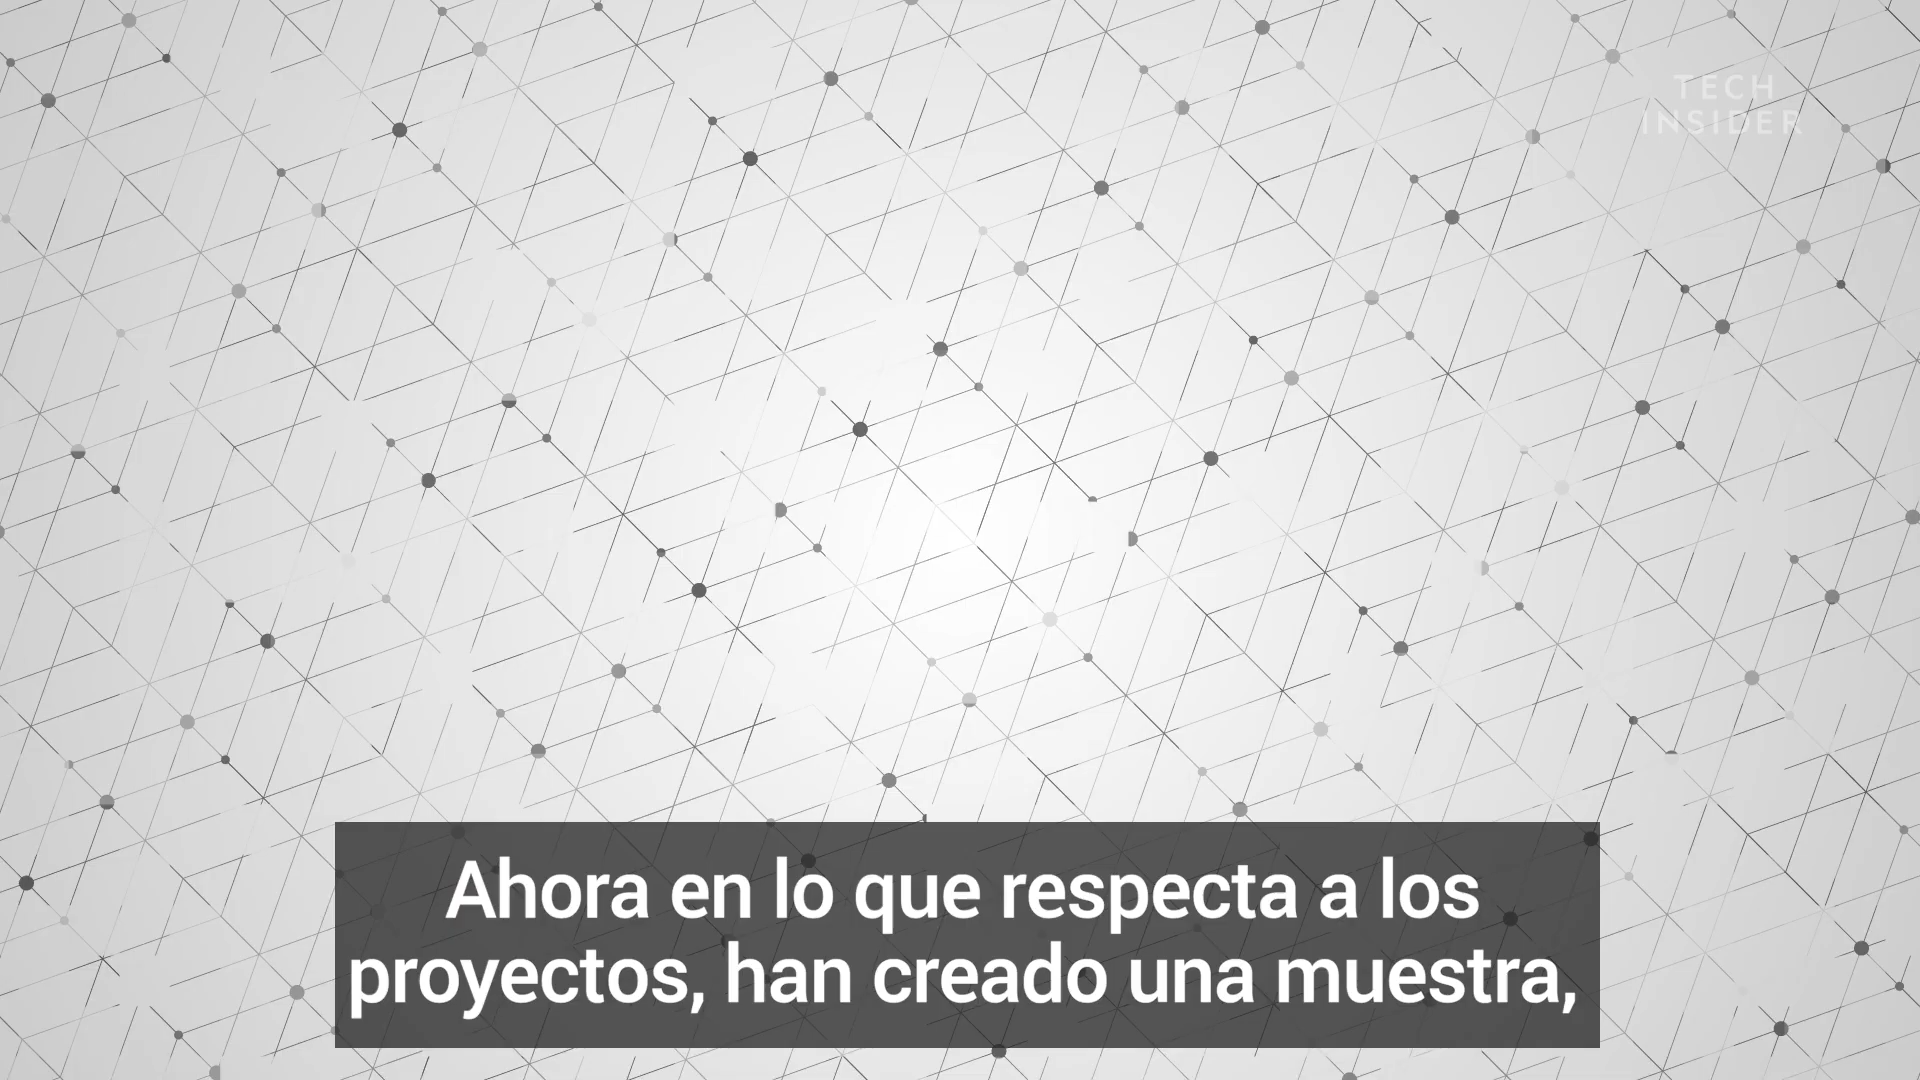 TECH
INSIDER
Ahora en lo que respecta a los
proyectos, han creado una muestra,